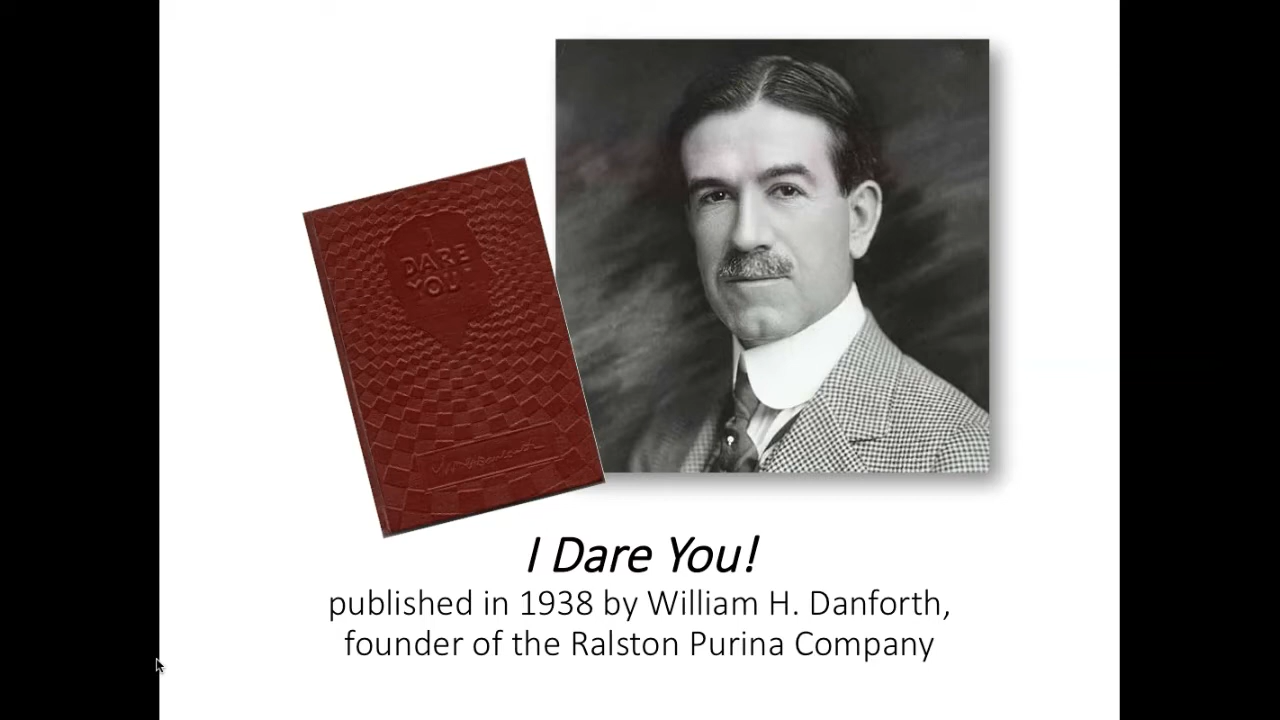 I
DARE
YOU
I Dare You!
published in 1938 by William H. Danforth,
founder of the Ralston Purina Company